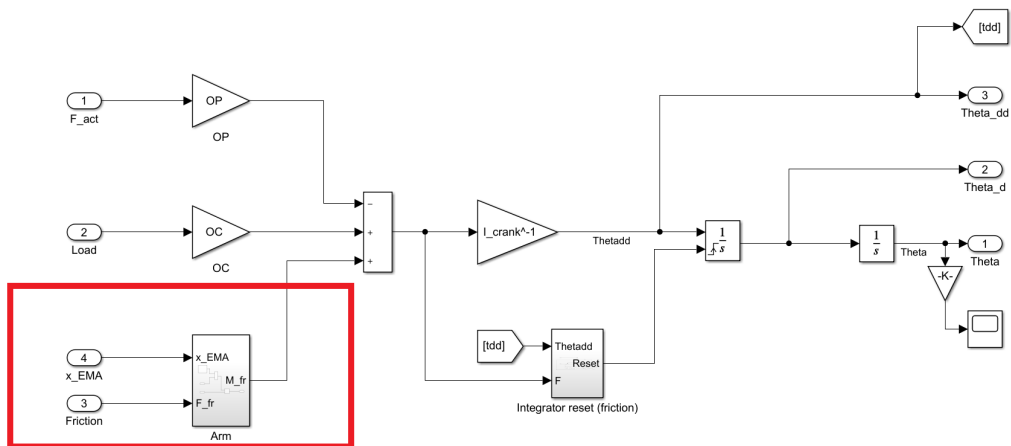 [tdd]
1
F_act
OP
OP
3
Theta_dd
2
Theta_d
2
Load
OC
OC
−
+
+
I_crank^-1
Thetadd
1
s
1
s
Theta
1
Theta
-K-
4
x_EMA
3
Friction
x_EMA
F_fr
M_fr
Arm
[tdd]
Thetadd
F
Reset
Integrator reset (friction)